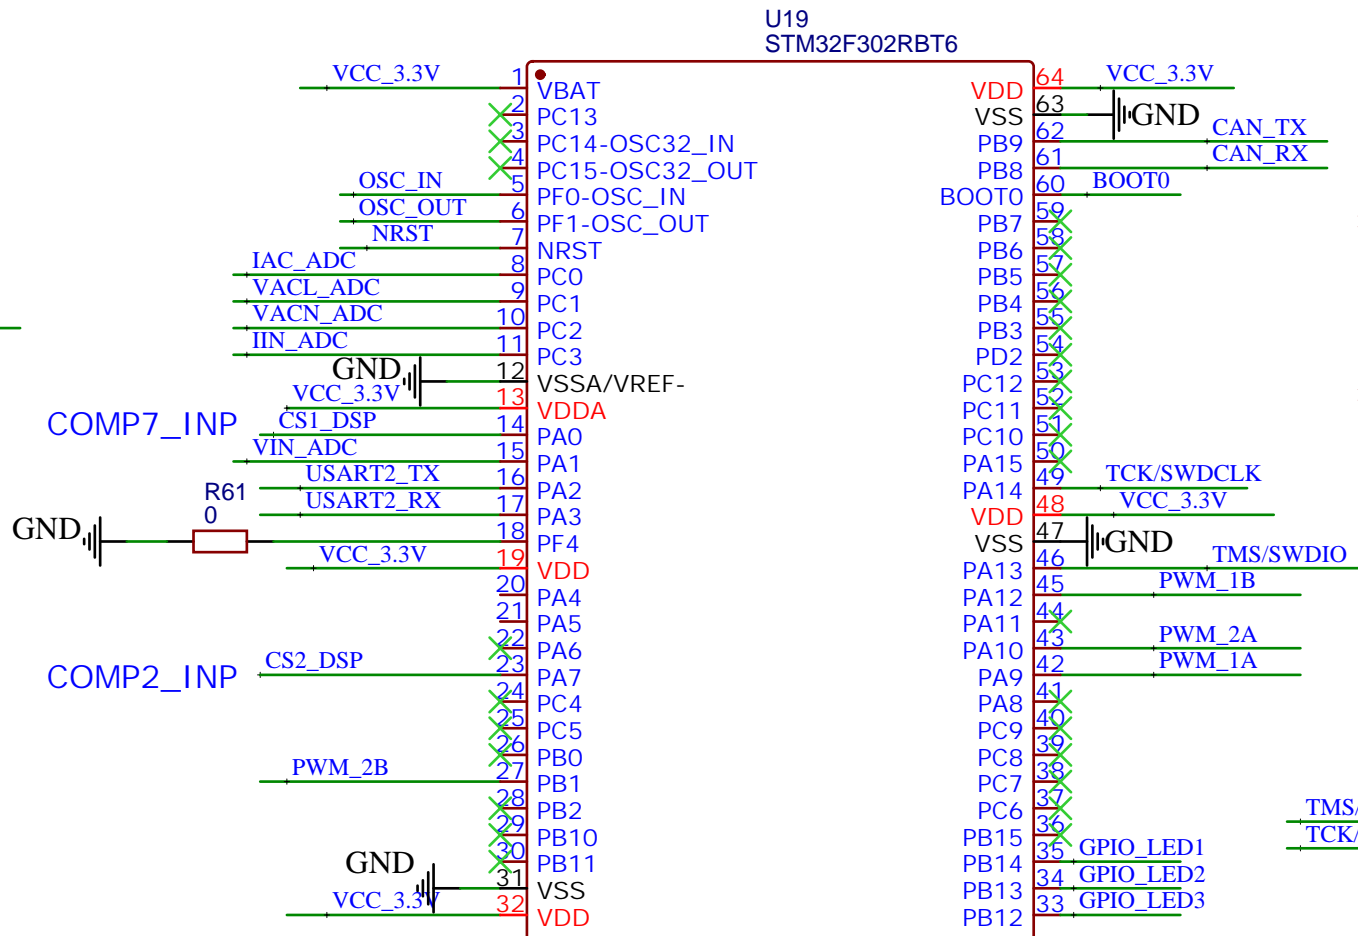 U19
STM32F302RBT6
VCC_3.3V 1 VBAT
2 PC13
3 PC14-OSC32_IN
4 PC15-OSC32_OUT
OSC_IN 5 PF0-OSC_IN
OSC_OUT 6 PF1-OSC_OUT
NRST 7 NRST
IAC_ADC 8 PC0
VACL_ADC 9 PC1
VACN_ADC 10 PC2
IIN_ADC 11 PC3
GND 12 VSSA/VREF-
VCC_3.3V 13 VDDA
COMP7_INP
CS1_DSP 14 PA0
VIN_ADC 15 PA1
USART2_TX 16 PA2
USART2_RX 17 PA3
R61
0
GND 18 PF4
VCC_3.3V 19 VDD
20 PA4
21 PA5
22 PA6
COMP2_INP
CS2_DSP 23 PA7
24 PC4
25 PC5
26 PB0
PWM_2B 27 PB1
28 PB2
29 PB10
30 PB11
GND 31 VSS
VCC_3.3V 32 VDD
VDD 64 VCC_3.3V
VSS 63 GND
PB9 62 CAN_TX
PB8 61 CAN_RX
BOOT0 60 BOOT0
PB7 59
PB6 58
PB5 57
PB4 56
PB3 55
PD2 54
PC12 53
PC11 52
PC10 51
PA15 50
PA14 49 TCK/SWDCLK
VDD 48 VCC_3.3V
VSS 47 GND
PA13 46 TMS/SWDIO
PA12 45 PWM_1B
PA11 44
PA10 43 PWM_2A
PA9 42 PWM_1A
PA8 41
PC9 40
PC8 39
PC7 38
PC6 37
PB15 36
PB14 35 GPIO_LED1
PB13 34 GPIO_LED2
PB12 33 GPIO_LED3
TMS/
TCK/